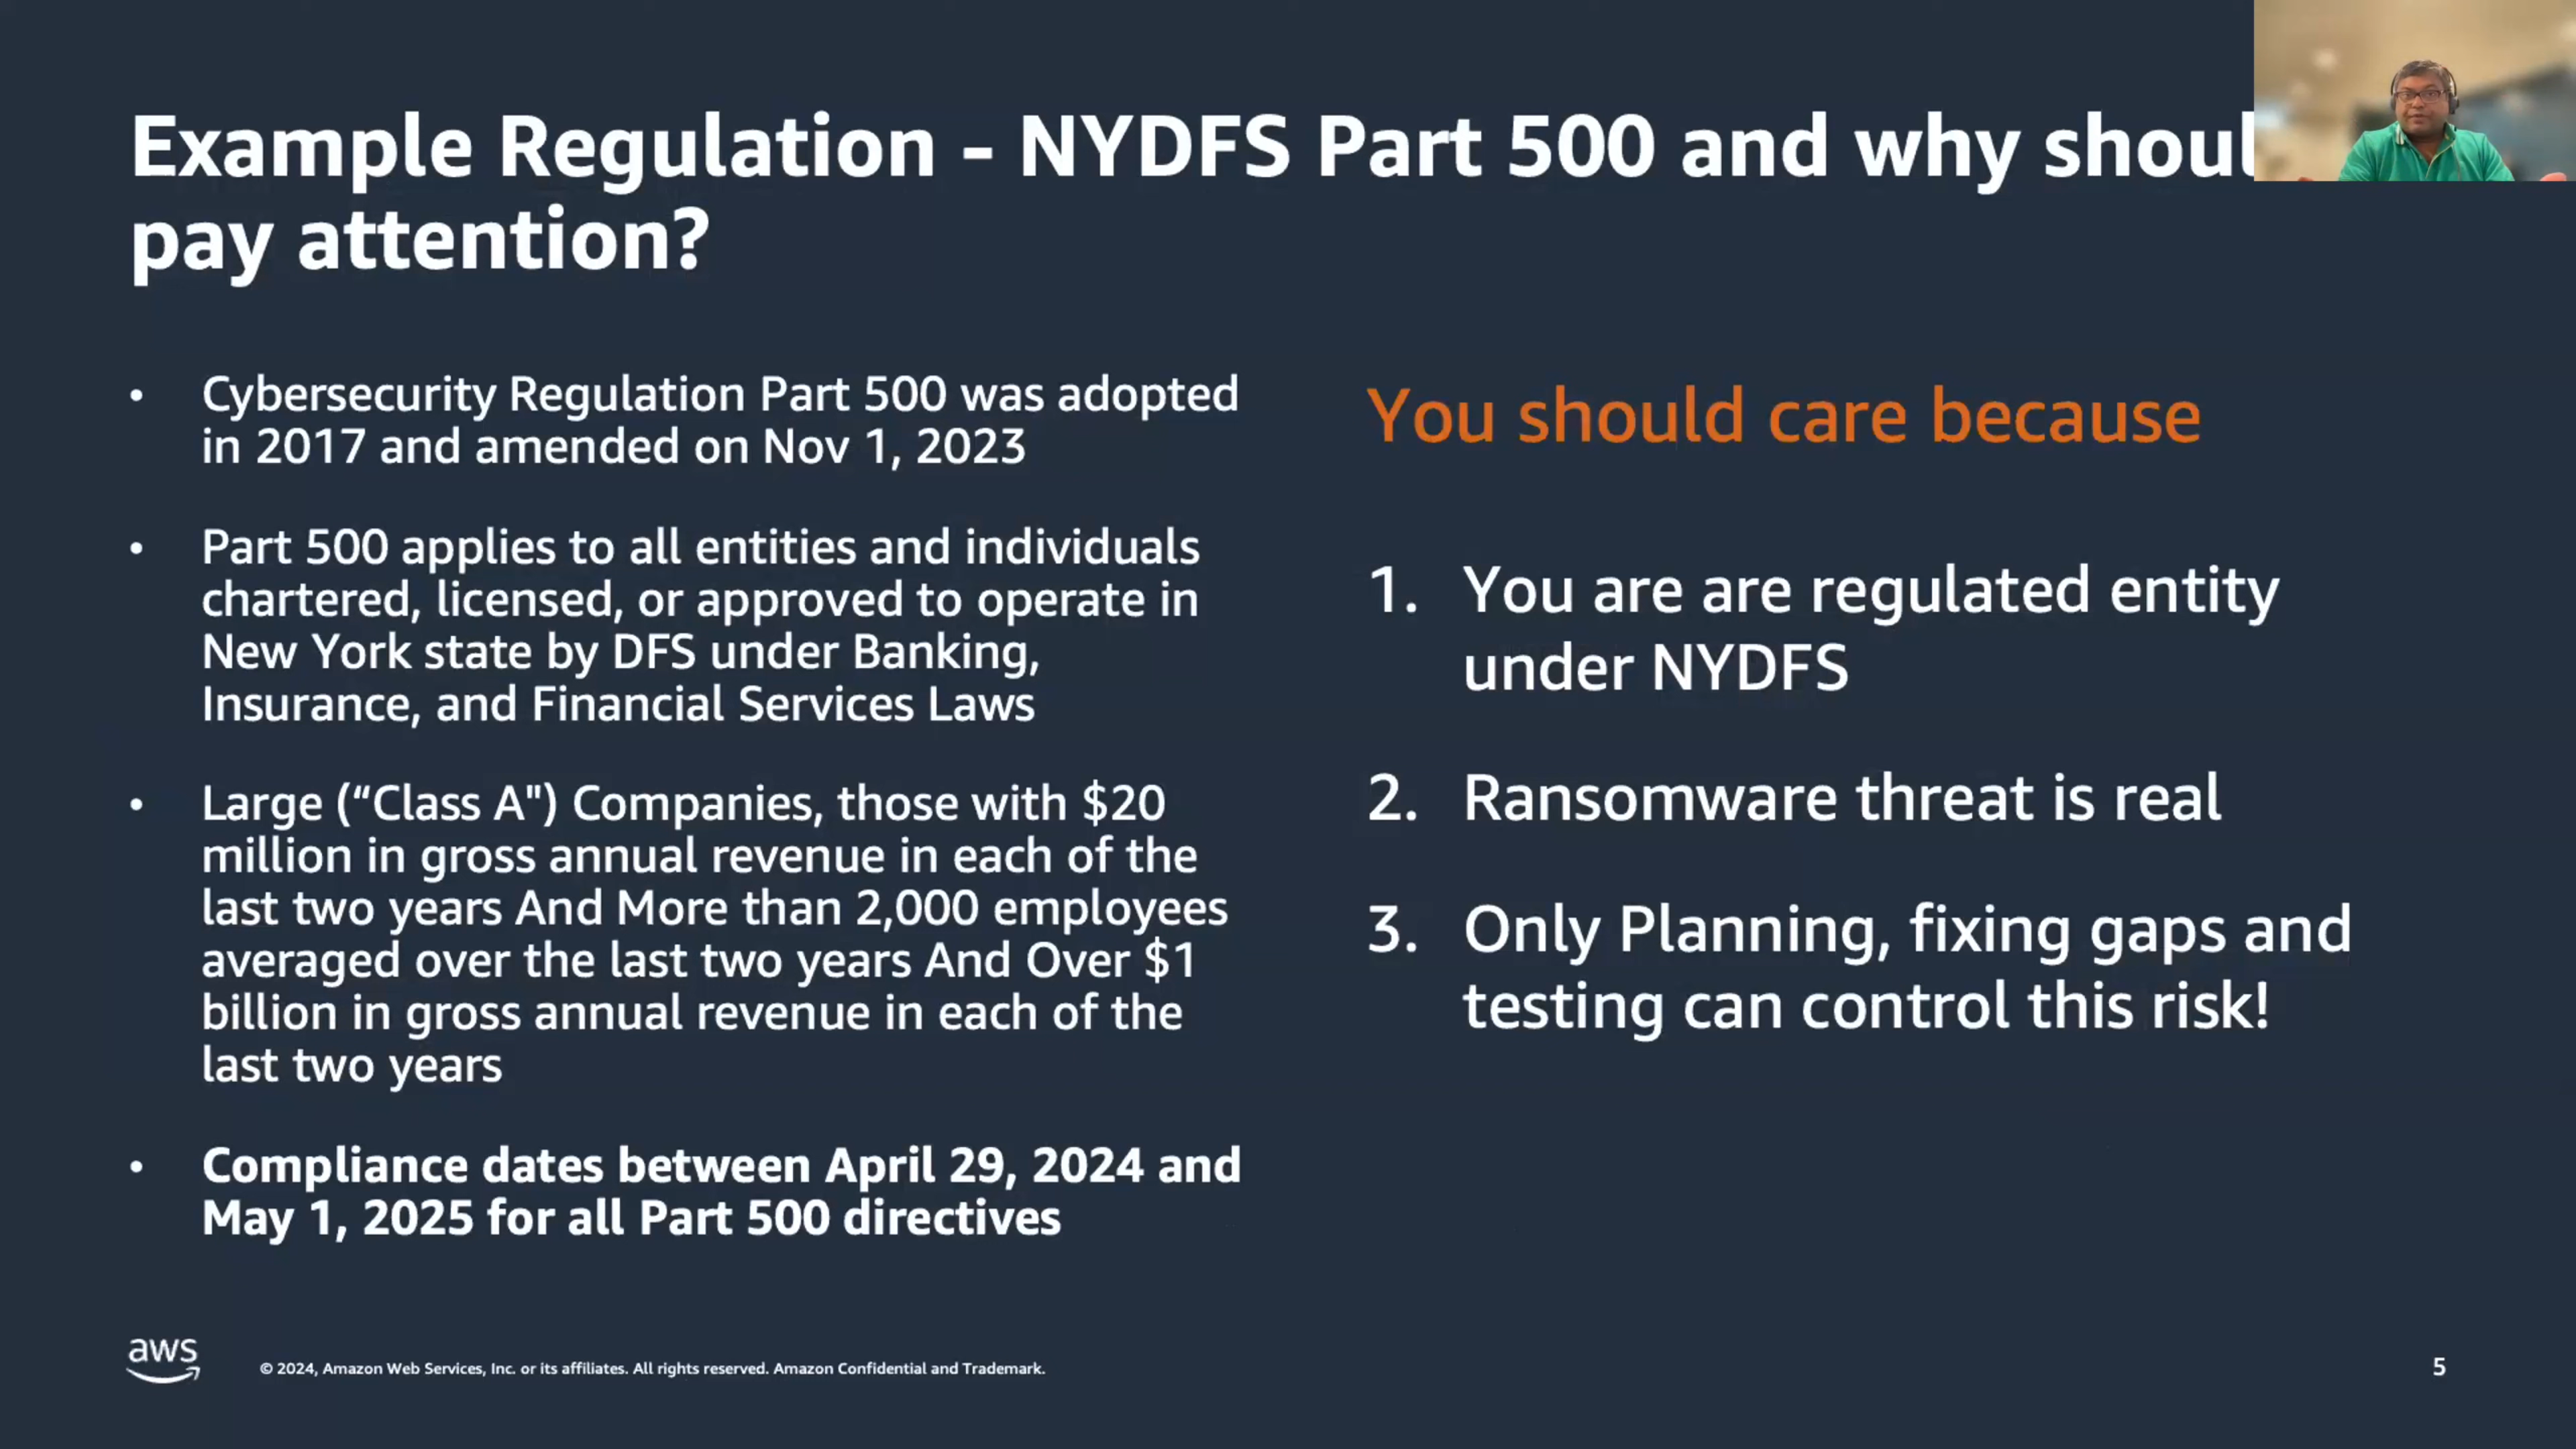 Example Regulation - NYDFS Part 500 and why
pay attention?
• Cybersecurity Regulation Part 500 was adopted
in 2017 and amended on Nov 1, 2023
• Part 500 applies to all entities and individuals
chartered, licensed, or approved to operate in
New York state by DFS under Banking,
Insurance, and Financial Services Laws
• Large (“Class A") Companies, those with $20
million in gross annual revenue in each of the
last two years And More than 2,000 employees
averaged over the last two years And Over $1
billion in gross annual revenue in each of the
last two years
• Compliance dates between April 29, 2024 and
May 1, 2025 for all Part 500 directives
You should care because
1. You are are regulated entity
under NYDFS
2. Ransomware threat is real
3. Only Planning, fixing gaps and
testing can control this risk!
aws
© 2024, Amazon Web Services, Inc. or its affiliates. All rights reserved. Amazon Confidential and Trademark.
5